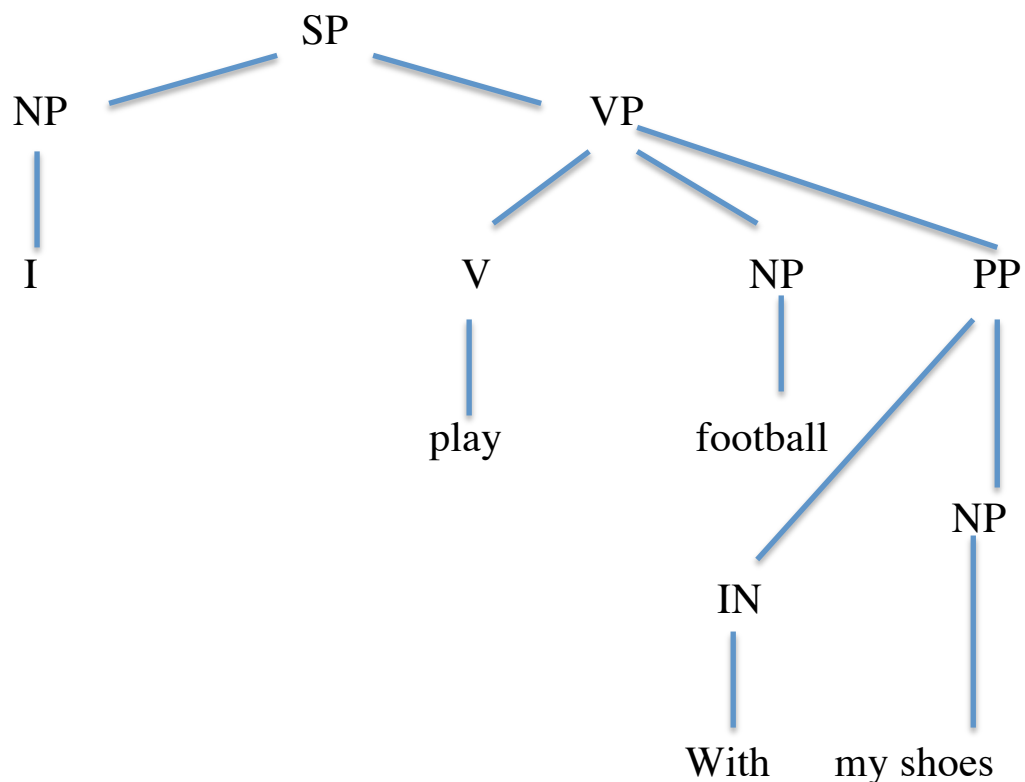 SP
NP VP
I V NP PP
play football
NP
IN
With my shoes